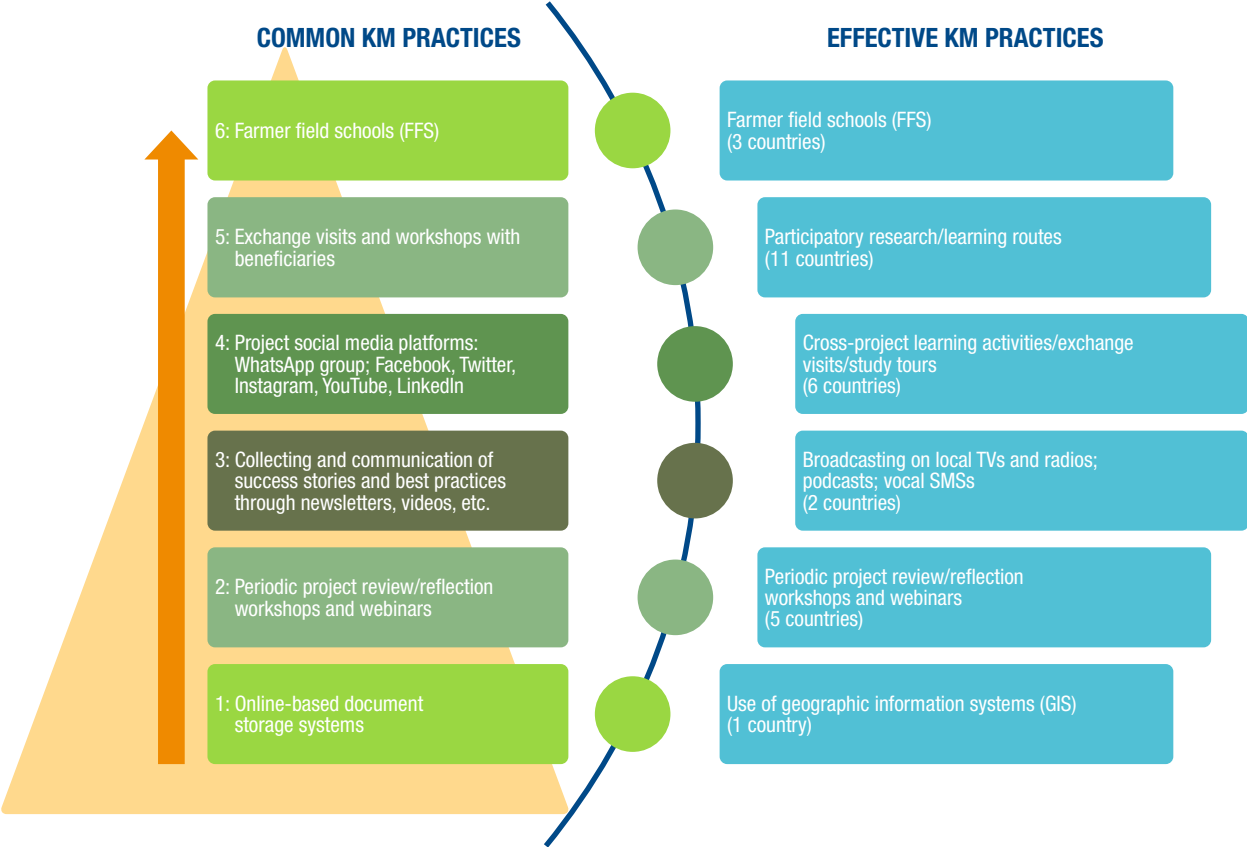 COMMON KM PRACTICES
6: Farmer field schools (FFS)
5: Exchange visits and workshops with
beneficiaries
4: Project social media platforms:
WhatsApp group; Facebook, Twitter,
Instagram, YouTube, LinkedIn
3: Collecting and communication of
success stories and best practices
through newsletters, videos, etc.
2: Periodic project review/reflection
workshops and webinars
1: Online-based document
storage systems
EFFECTIVE KM PRACTICES
Farmer field schools (FFS)
(3 countries)
Participatory research/learning routes
(11 countries)
Cross-project learning activities/exchange
visits/study tours
(6 countries)
Broadcasting on local TVs and radios;
podcasts; vocal SMSs
(2 countries)
Periodic project review/reflection
workshops and webinars
(5 countries)
Use of geographic information systems (GIS)
(1 country)